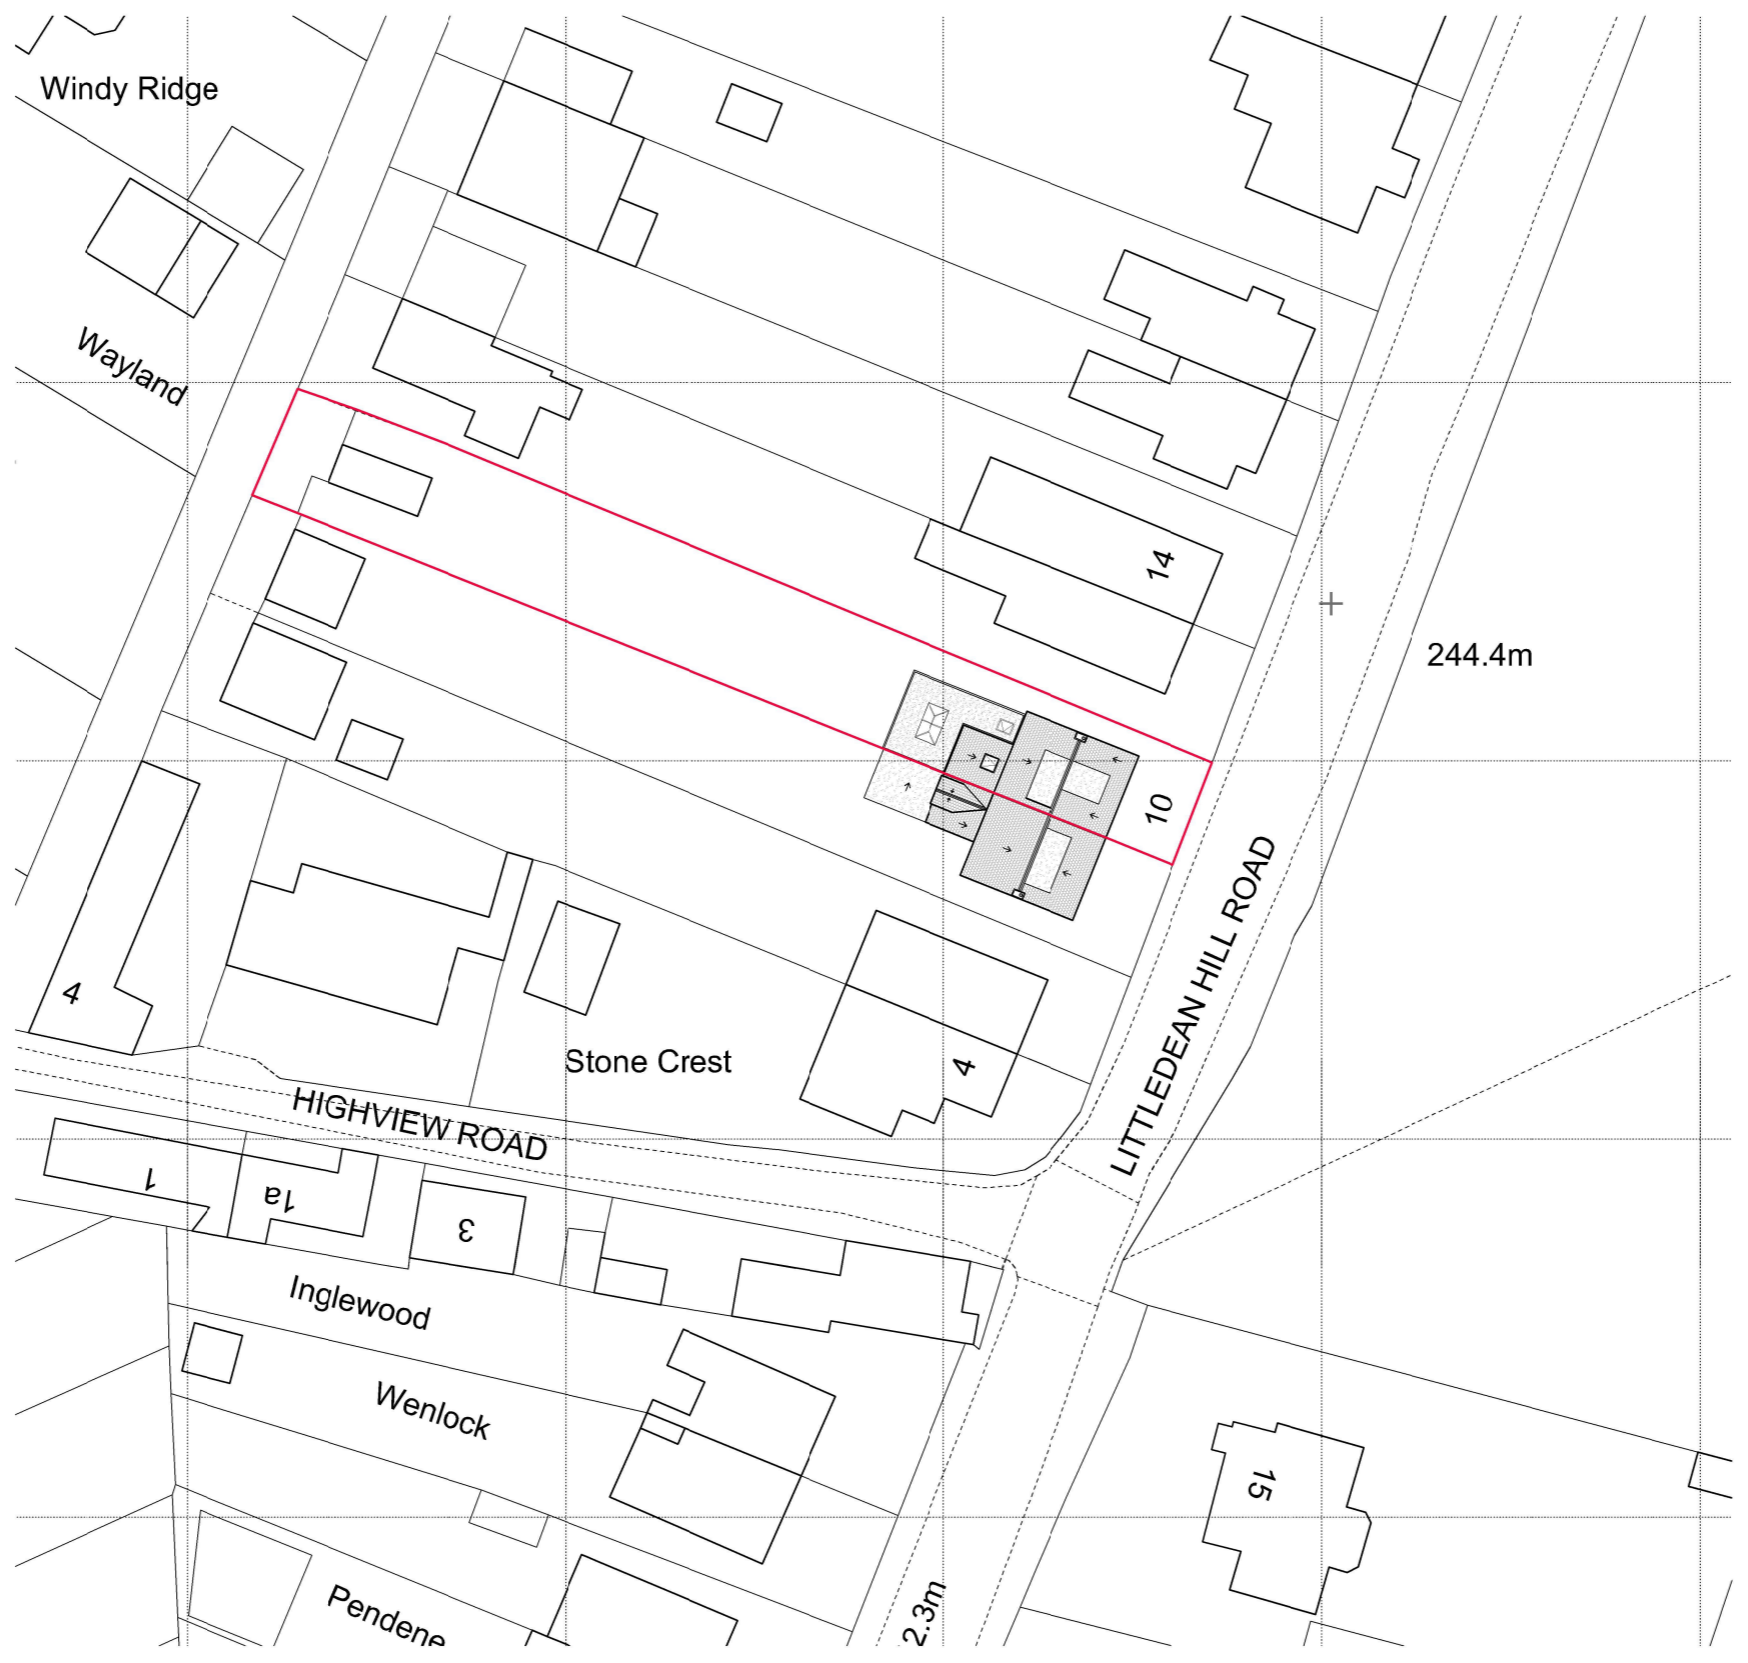 Windy Ridge
Wayland
14
244.4m
10
LITTLEDEAN HILL ROAD
4
Stone Crest
4
HIGHVIEW ROAD
1
1a
3
Inglewood
Wenlock
15
Pendene
2.3m